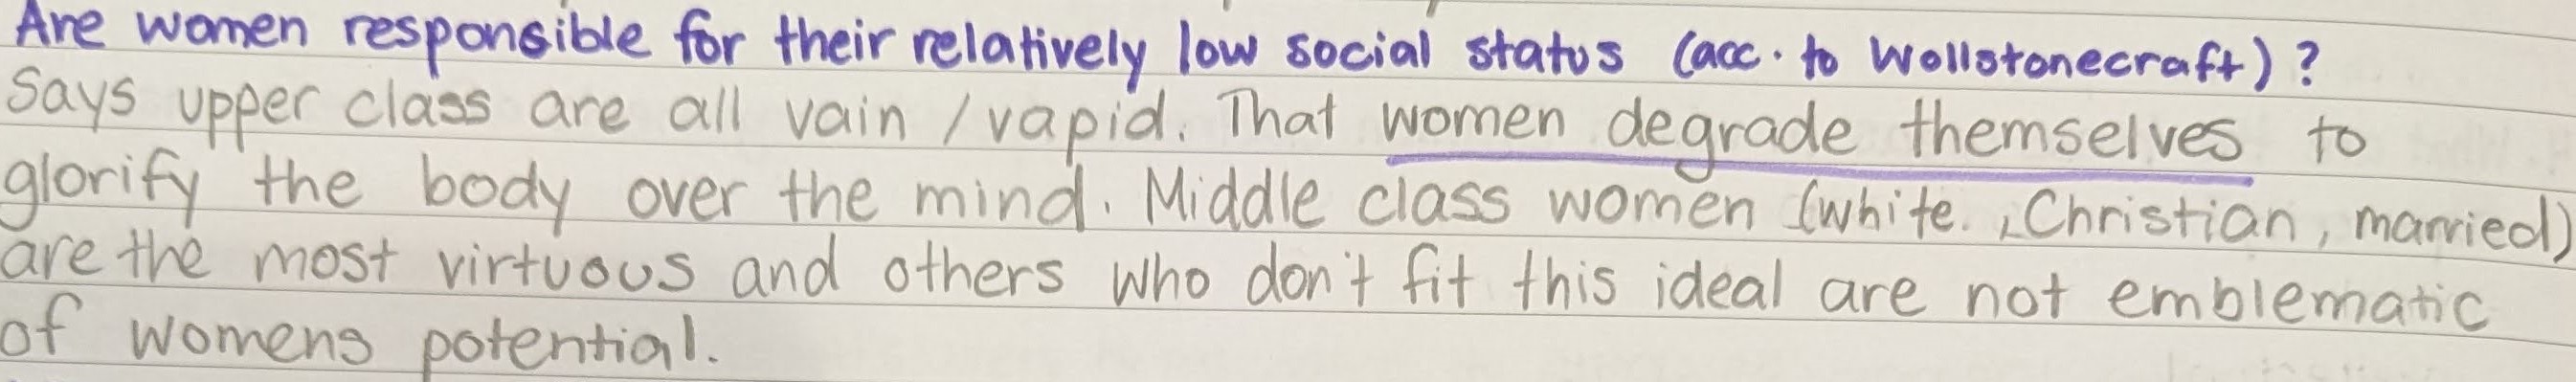 Are women responsible for their relatively low social status (acc. to Wollstonecraft)?
Says upper class are all vain / vapid. That women degrade themselves to
glorify the body over the mind. Middle class women (white., Christian, married)
are the most virtuous and others who don't fit this ideal are not emblematic
of womens potential.